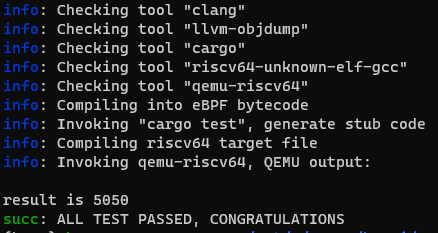 info: Checking tool "clang"
info: Checking tool "llvm-objdump"
info: Checking tool "cargo"
info: Checking tool "riscv64-unknown-elf-gcc"
info: Checking tool "qemu-riscv64"
info: Compiling into eBPF bytecode
info: Invoking "cargo test", generate stub code
info: Compiling riscv64 target file
info: Invoking qemu-riscv64, QEMU output:
result is 5050
succ: ALL TEST PASSED, CONGRATULATIONS